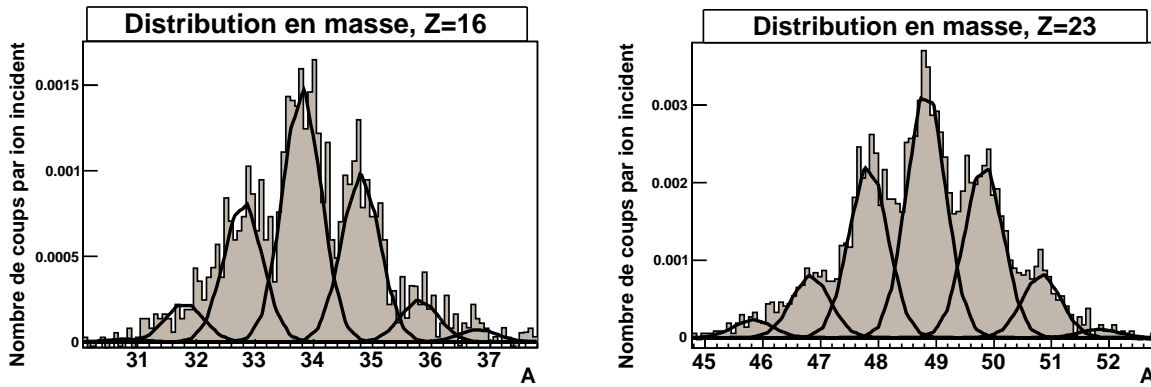 Distribution en masse, Z=16
Nombre de coups par ion incident
0.0015
0.001
0.0005
0
31 32 33 34 35 36 37
A
Distribution en masse, Z=23
Nombre de coups par ion incident
0.003
0.002
0.001
0
45 46 47 48 49 50 51 52
A